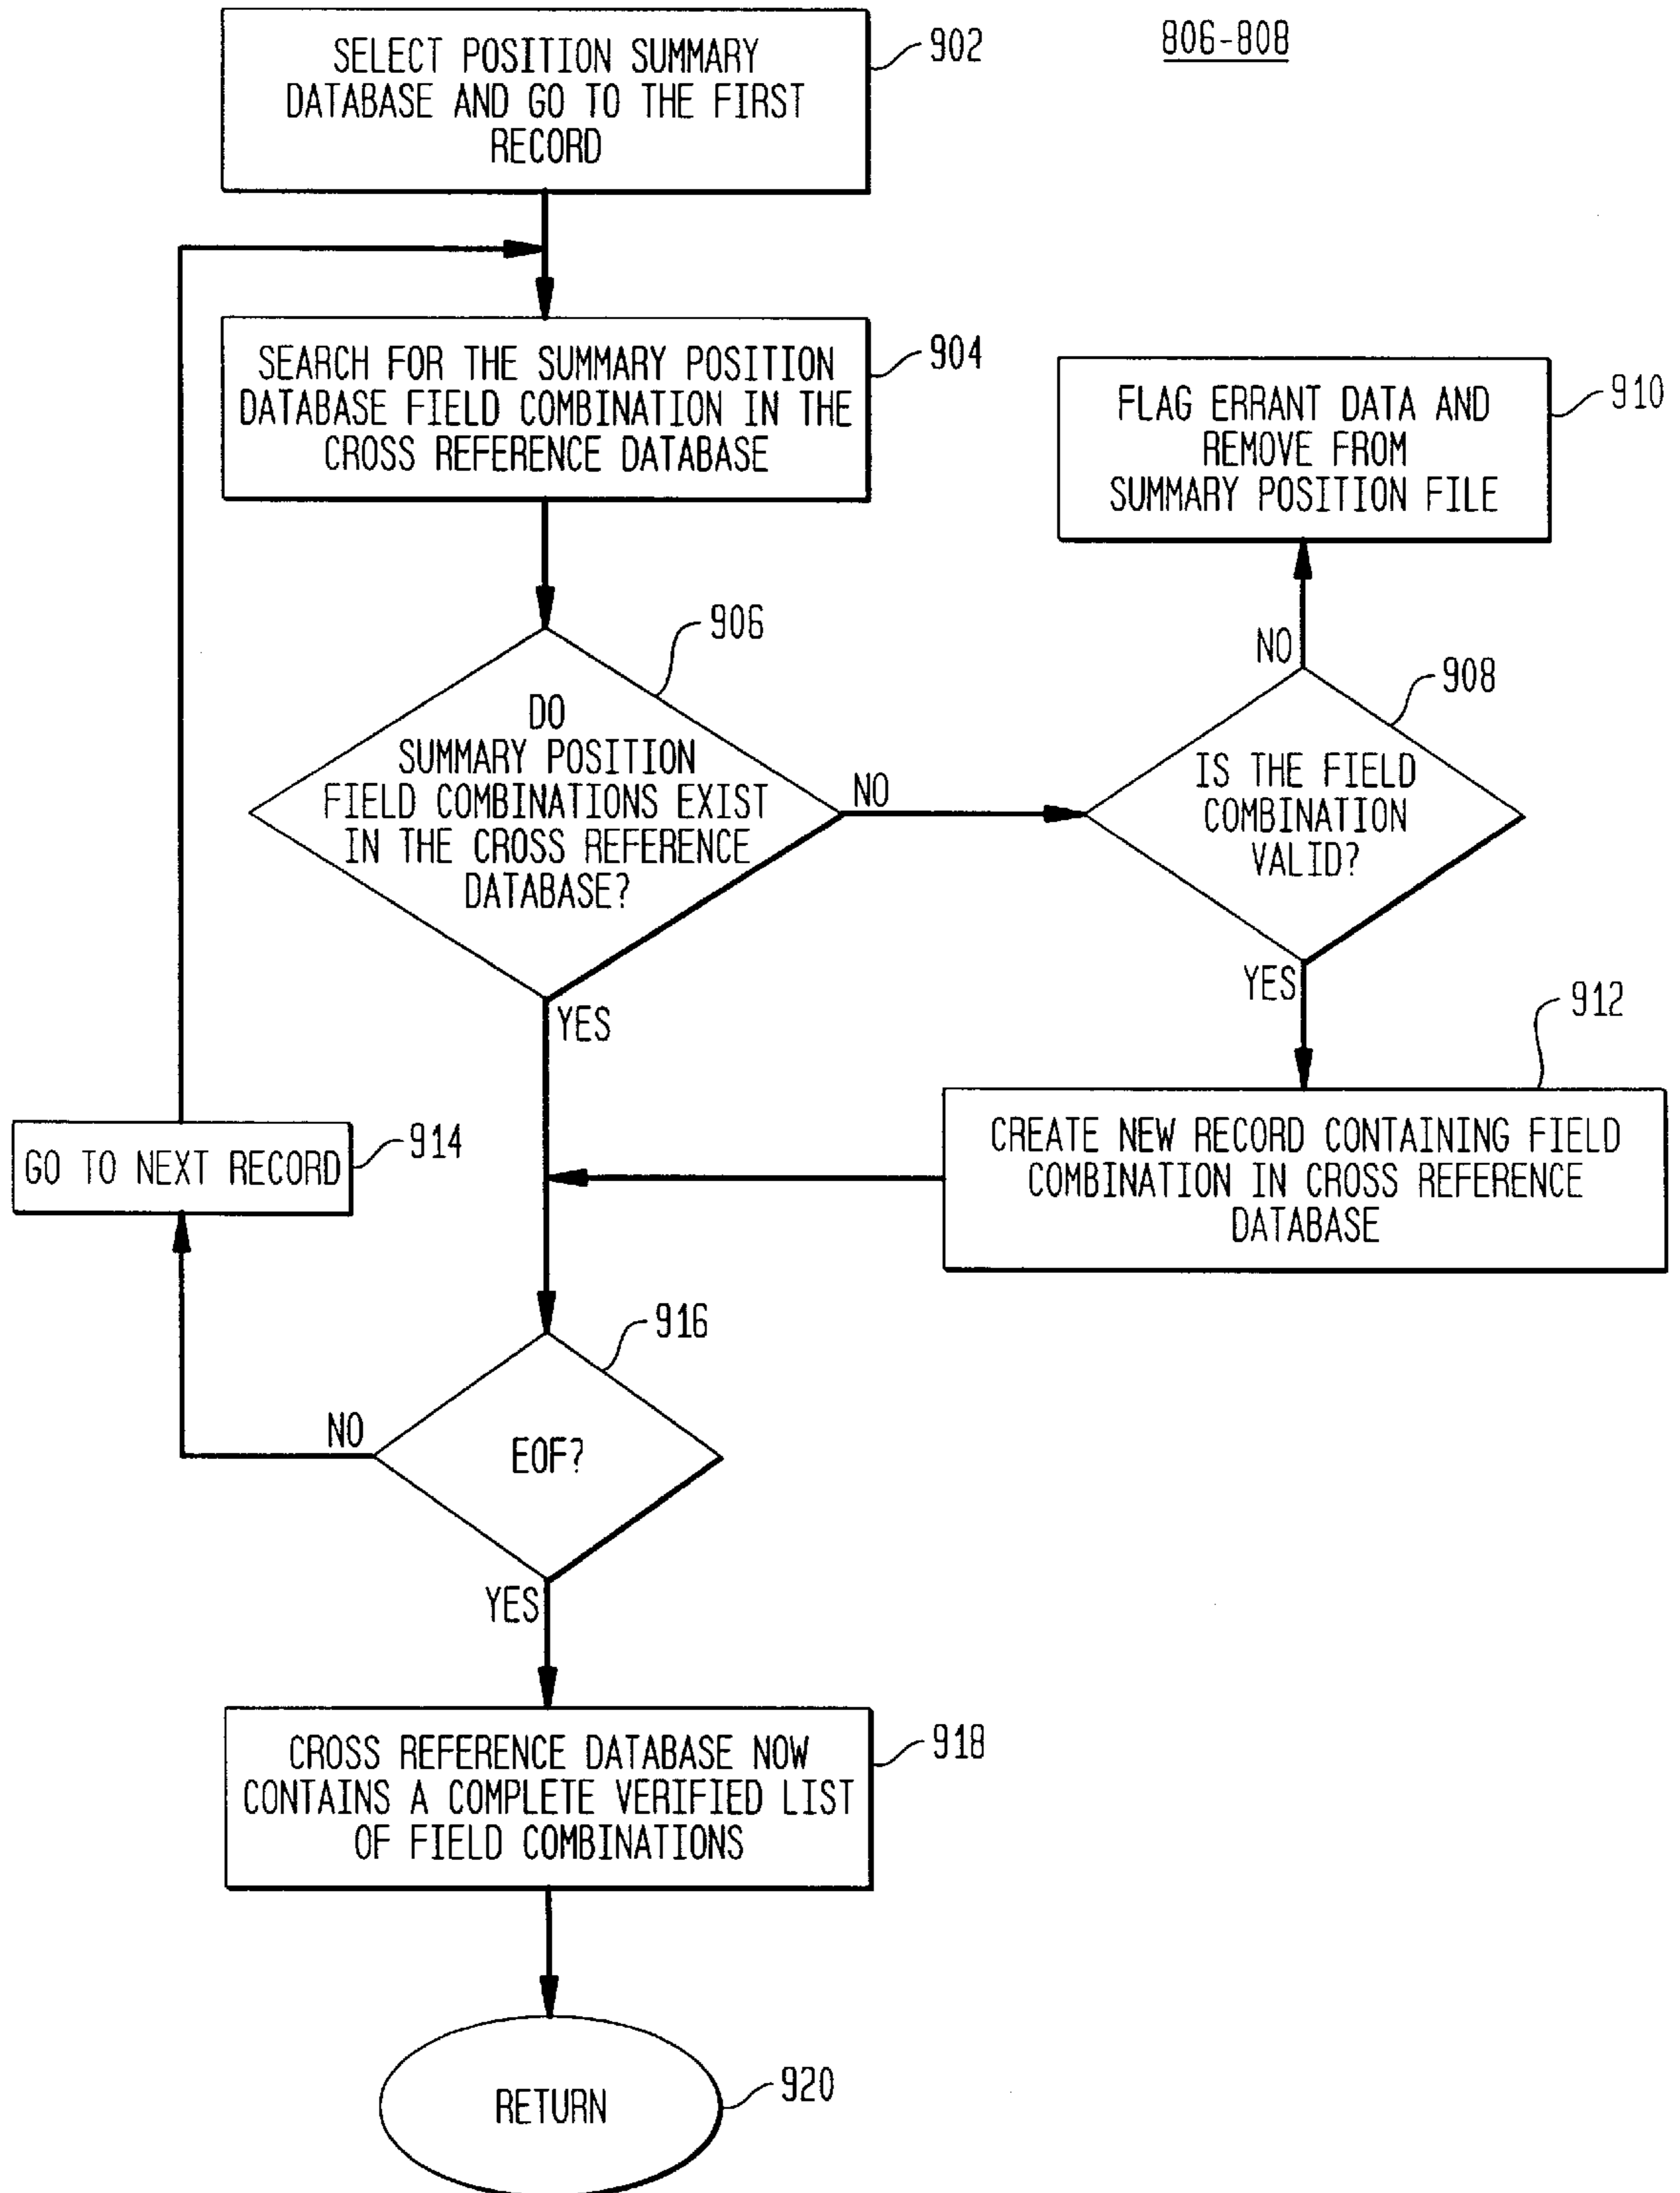 806-808
SELECT POSITION SUMMARY
DATABASE AND GO TO THE FIRST
RECORD
902
SEARCH FOR THE SUMMARY POSITION
DATABASE FIELD COMBINATION IN THE
CROSS REFERENCE DATABASE
904
FLAG ERRANT DATA AND
REMOVE FROM
SUMMARY POSITION FILE
910
DO
SUMMARY POSITION
FIELD COMBINATIONS EXIST
IN THE CROSS REFERENCE
DATABASE?
906
NO
YES
IS THE FIELD
COMBINATION
VALID?
908
NO
YES
CREATE NEW RECORD CONTAINING FIELD
COMBINATION IN CROSS REFERENCE
DATABASE
912
GO TO NEXT RECORD
914
EOF?
916
NO
YES
CROSS REFERENCE DATABASE NOW
CONTAINS A COMPLETE VERIFIED LIST
OF FIELD COMBINATIONS
918
RETURN
920